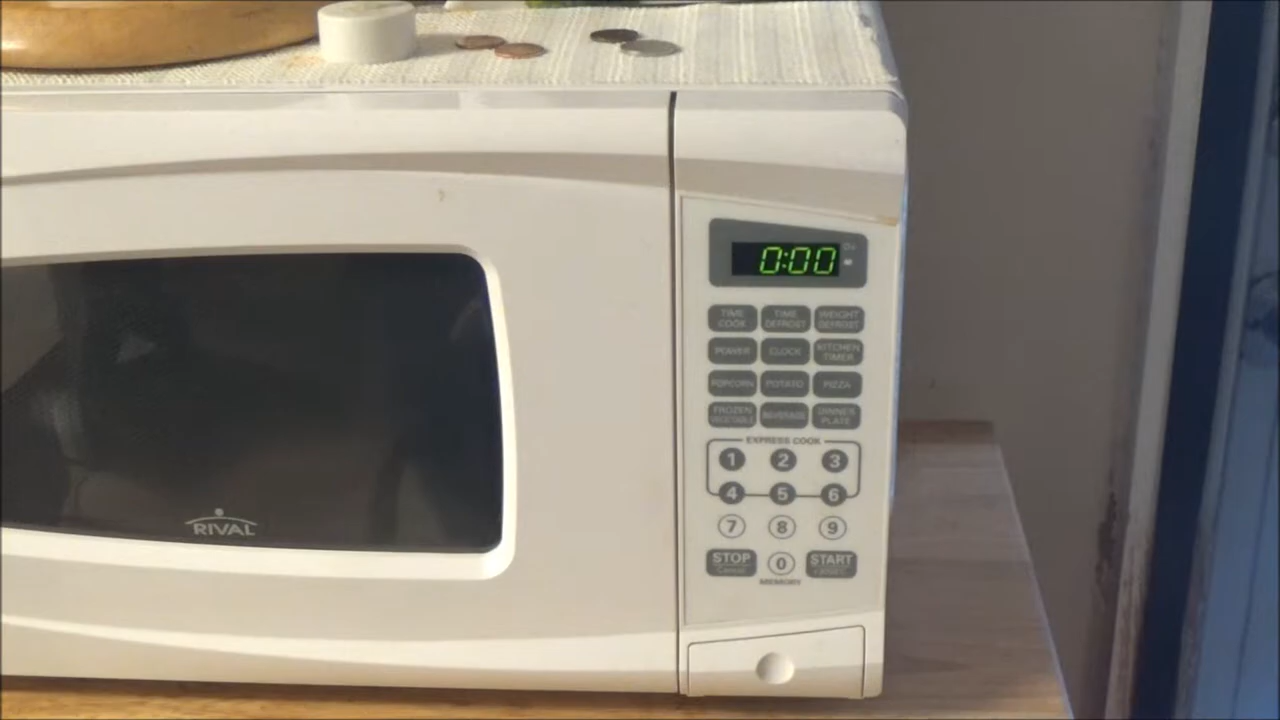 0:00
TIME COOK
TIME DEFROST
WEIGHT DEFROST
POWER
CLOCK
KITCHEN TIMER
POPCORN
POTATO
PIZZA
FROZEN VEGETABLE
BEVERAGE
DINNER PLATE
EXPRESS COOK
1 2 3
4 5 6
7 8 9
STOP
0
START
MEMORY
RIVAL